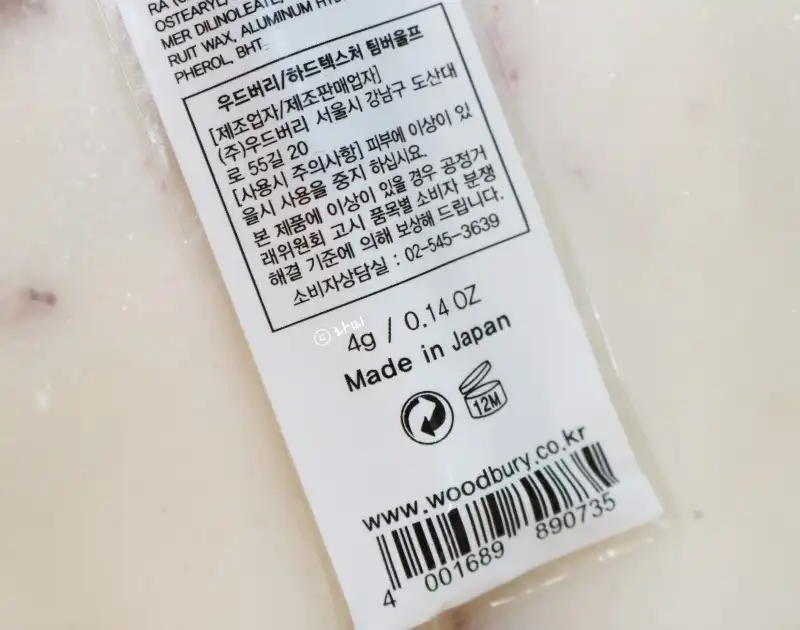 OSTEARYL
MER DILINOLEATE,
RUIT WAX, ALUMINUM HY
PHEROL, BHT
우드버리/하드텍스처 팀버울프
[제조업자/제조판매업자]
(주)우드버리 서울시 강남구 도산대
로 55길 20
[사용시 주의사항] 피부에 이상이 있
을시 사용을 중지 하십시요.
본 제품에 이상이 있을 경우 공정거
래위원회 고시 품목별 소비자 분쟁
해결 기준에 의해 보상해 드립니다.
소비자상담실 : 02-545-3639
ⓒ 라미
4g / 0.14 OZ
Made in Japan
12M
www.woodbury.co.kr
4 001689 890735